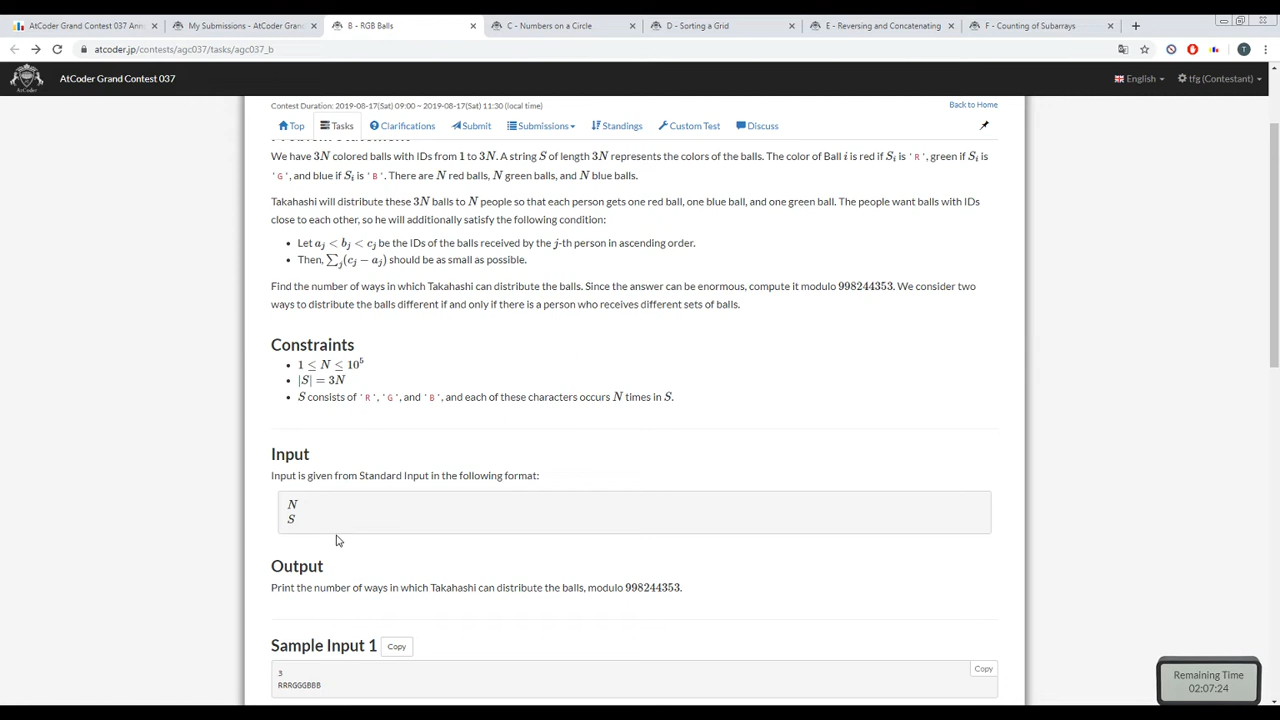 AtCoder Grand Contest 037 Ann
My Submissions - AtCoder Gran
B - RGB Balls
C - Numbers on a Circle
D - Sorting a Grid
E - Reversing and Concatenating
F - Counting of Subarrays
atcoder.jp/contests/agc037/tasks/agc037_b
T
AtCoder Grand Contest 037
English
tfg (Contestant)
Contest Duration: 2019-08-17(Sat) 09:00 ~ 2019-08-17(Sat) 11:30 (local time)
Back to Home
Top
Tasks
Clarifications
Submit
Submissions
Standings
Custom Test
Discuss
Problem Statement
We have 3N colored balls with IDs from 1 to 3N. A string S of length 3N represents the colors of the balls. The color of Ball i is red if S_i is 'R', green if S_i is
'G', and blue if S_i is 'B'. There are N red balls, N green balls, and N blue balls.
Takahashi will distribute these 3N balls to N people so that each person gets one red ball, one blue ball, and one green ball. The people want balls with IDs
close to each other, so he will additionally satisfy the following condition:
• Let a_j < b_j < c_j be the IDs of the balls received by the j-th person in ascending order.
• Then, ∑_j(c_j − a_j) should be as small as possible.
Find the number of ways in which Takahashi can distribute the balls. Since the answer can be enormous, compute it modulo 998244353. We consider two
ways to distribute the balls different if and only if there is a person who receives different sets of balls.
Constraints
• 1 ≤ N ≤ 10^5
• |S| = 3N
• S consists of 'R', 'G', and 'B', and each of these characters occurs N times in S.
Input
Input is given from Standard Input in the following format:
N
S
Output
Print the number of ways in which Takahashi can distribute the balls, modulo 998244353.
Sample Input 1
Copy
Copy
3
RRRGGGBBB
Remaining Time
02:07:24